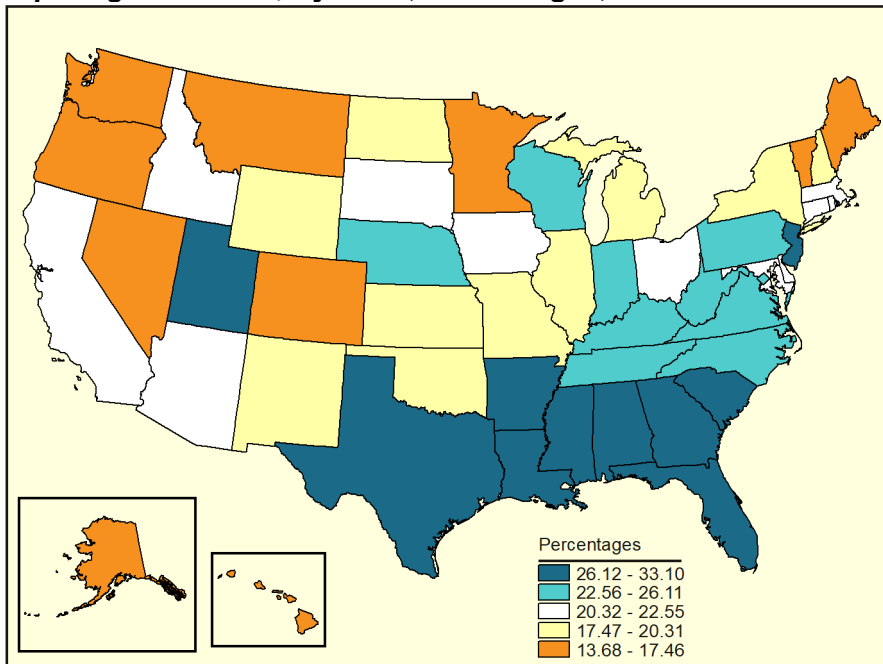 Percentages
26.12 - 33.10
22.56 - 26.11
20.32 - 22.55
17.47 - 20.31
13.68 - 17.46